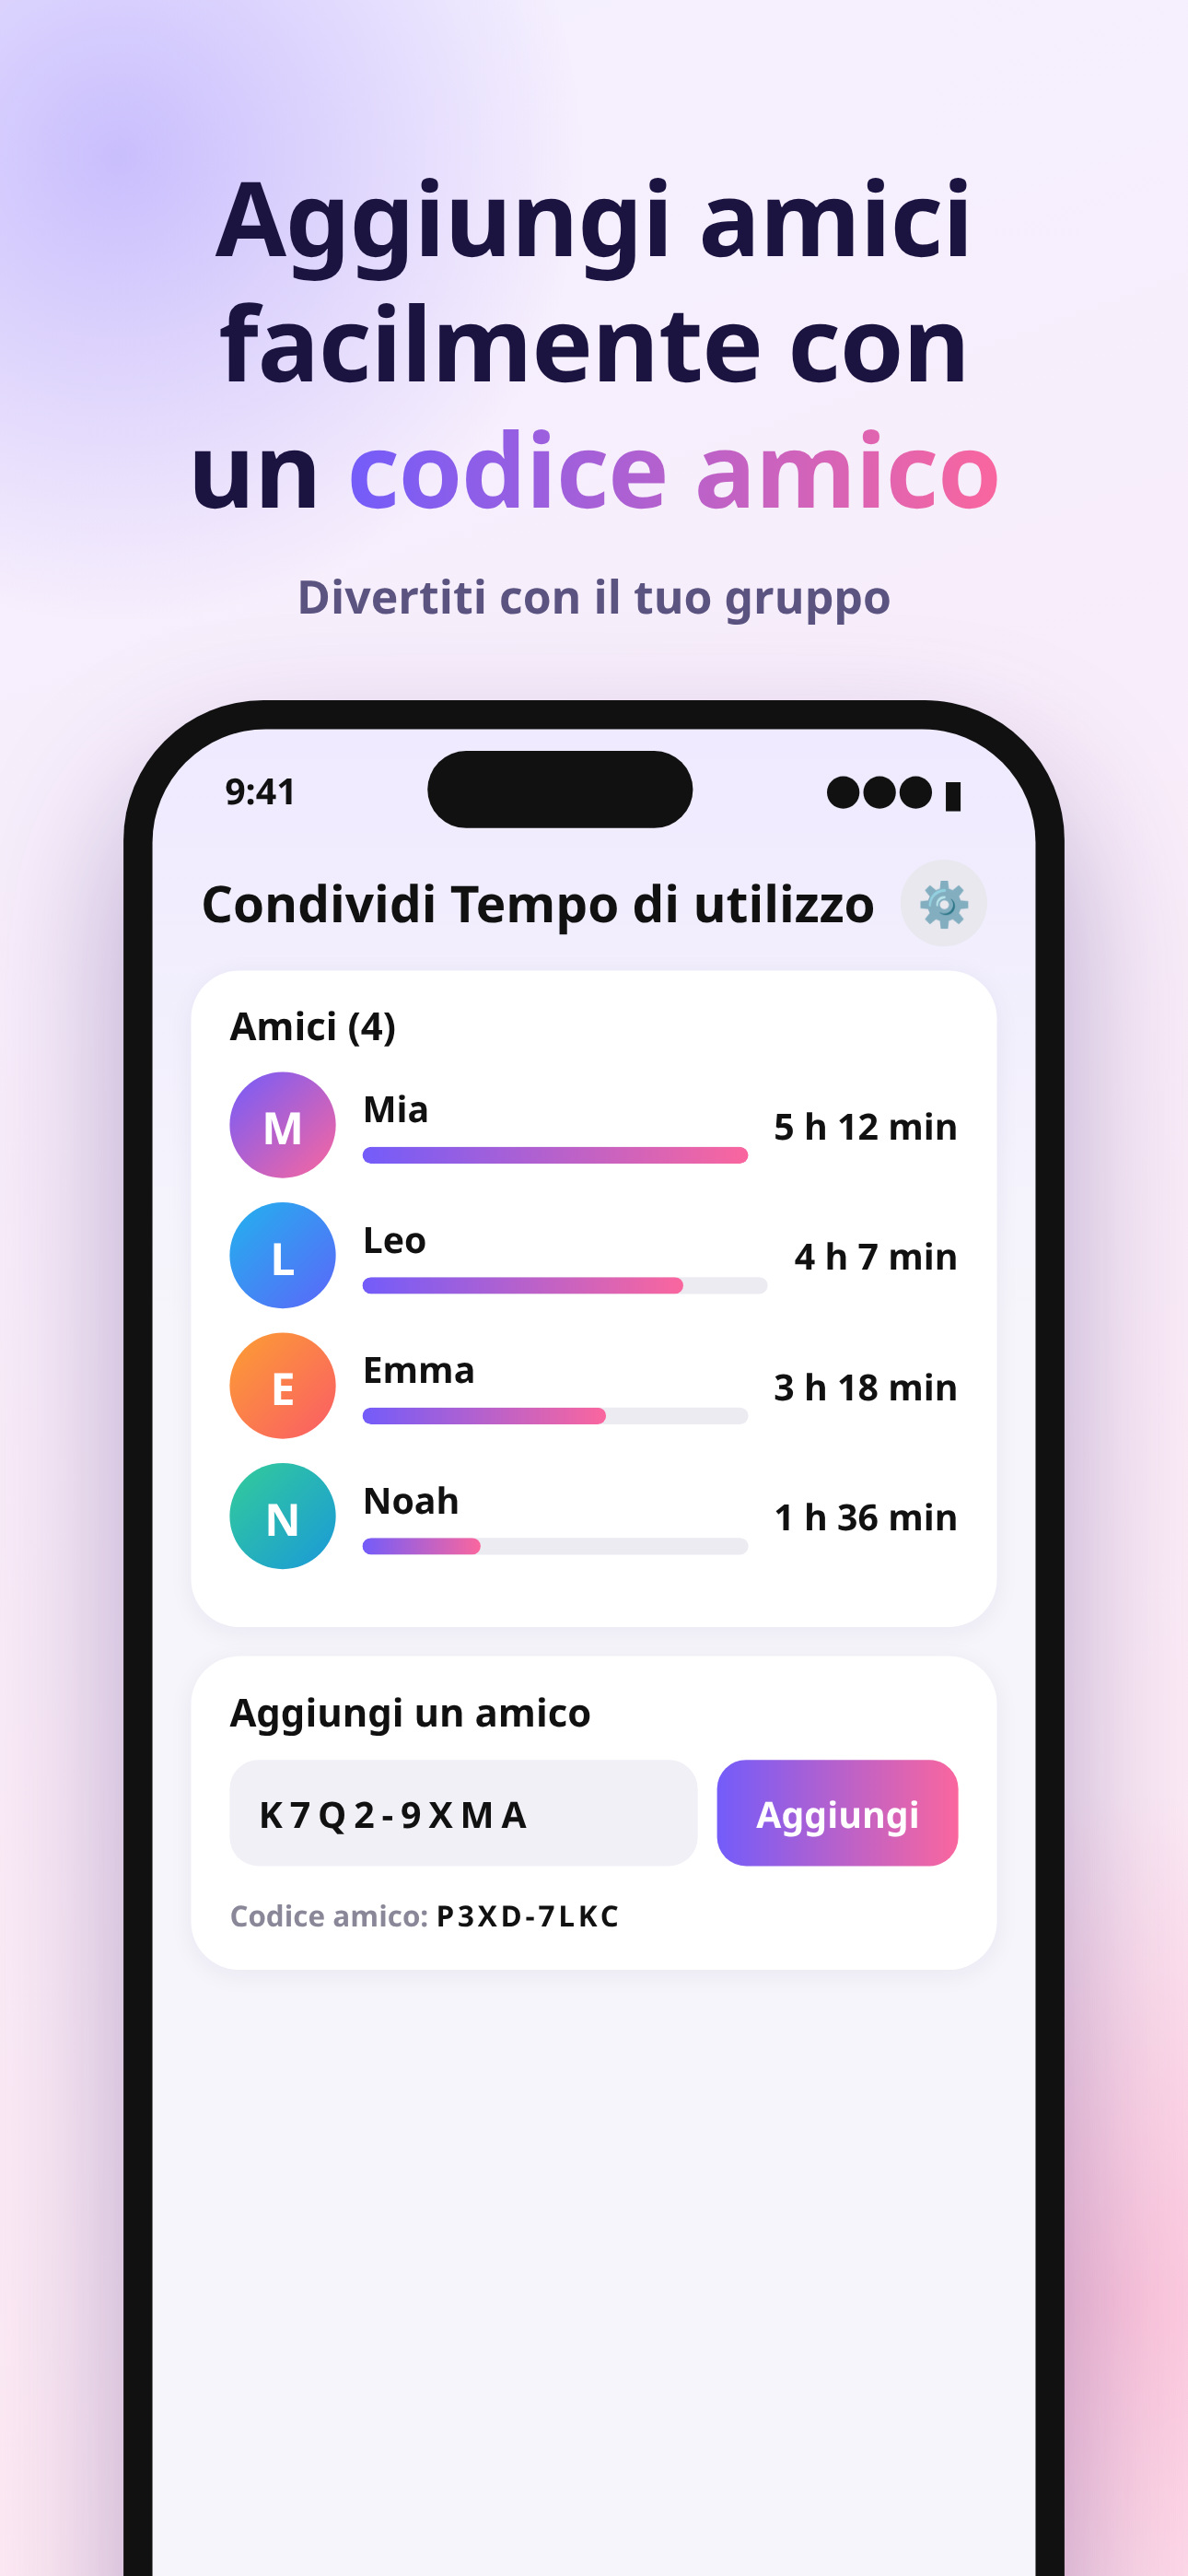 Aggiungi amici
facilmente con
un codice amico
Divertiti con il tuo gruppo
9:41
Condividi Tempo di utilizzo
Amici (4)
M
Mia
5 h 12 min
L
Leo
4 h 7 min
E
Emma
3 h 18 min
N
Noah
1 h 36 min
Aggiungi un amico
K7Q2-9XMA
Aggiungi
Codice amico: P3XD-7LKC